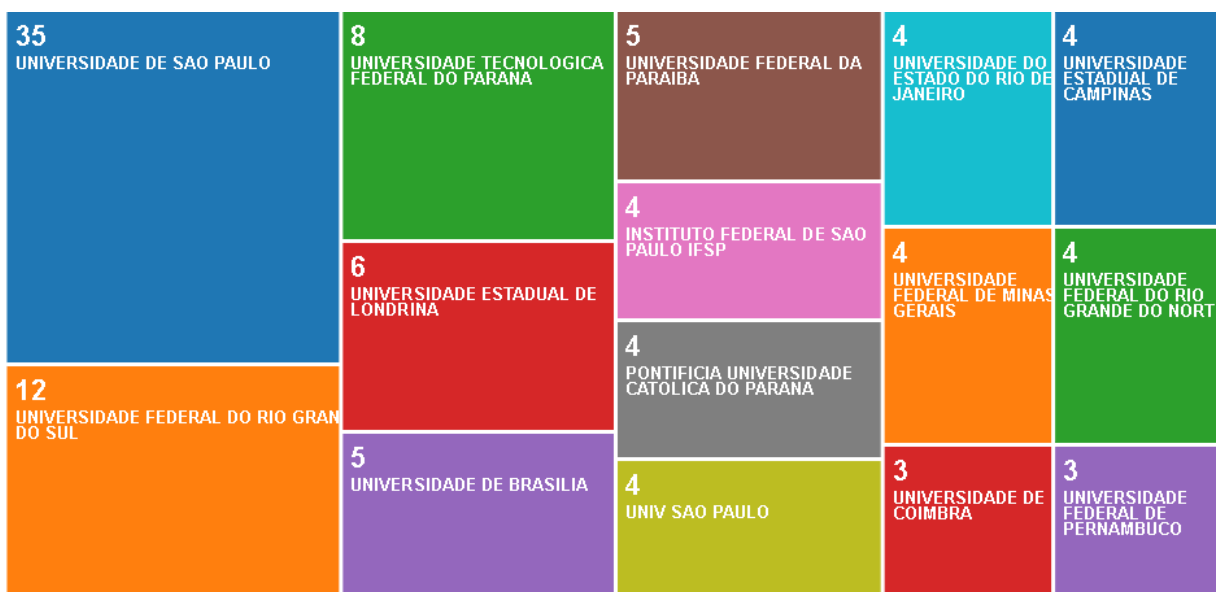 35
UNIVERSIDADE DE SAO PAULO
12
UNIVERSIDADE FEDERAL DO RIO GRAN
DO SUL
8
UNIVERSIDADE TECNOLOGICA
FEDERAL DO PARANA
6
UNIVERSIDADE ESTADUAL DE
LONDRINA
5
UNIVERSIDADE DE BRASILIA
5
UNIVERSIDADE FEDERAL DA
PARAIBA
4
INSTITUTO FEDERAL DE SAO
PAULO IFSP
4
PONTIFICIA UNIVERSIDADE
CATOLICA DO PARANA
4
UNIV SAO PAULO
4
UNIVERSIDADE DO
ESTADO DO RIO DE
JANEIRO
4
UNIVERSIDADE
FEDERAL DE MINAS
GERAIS
3
UNIVERSIDADE DE
COIMBRA
4
UNIVERSIDADE
ESTADUAL DE
CAMPINAS
4
UNIVERSIDADE
FEDERAL DO RIO
GRANDE DO NORT
3
UNIVERSIDADE
FEDERAL DE
PERNAMBUCO